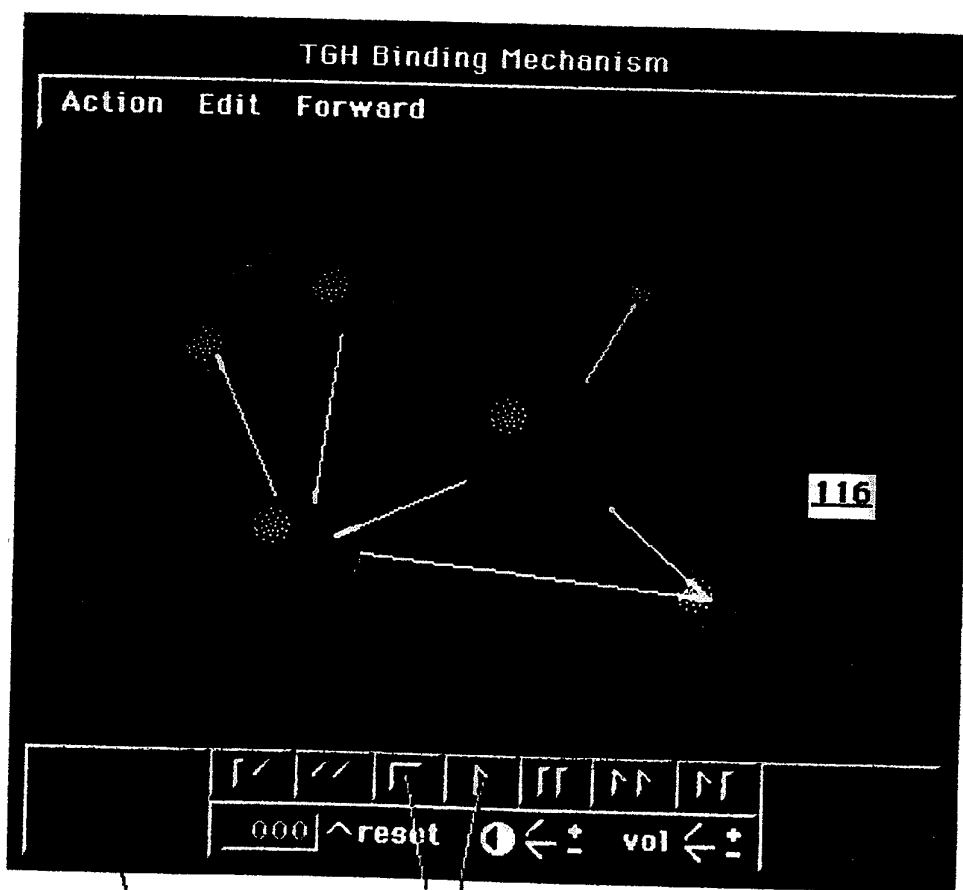 TGH Binding Mechanism
Action Edit Forward
116
000 ^reset ± vol ±